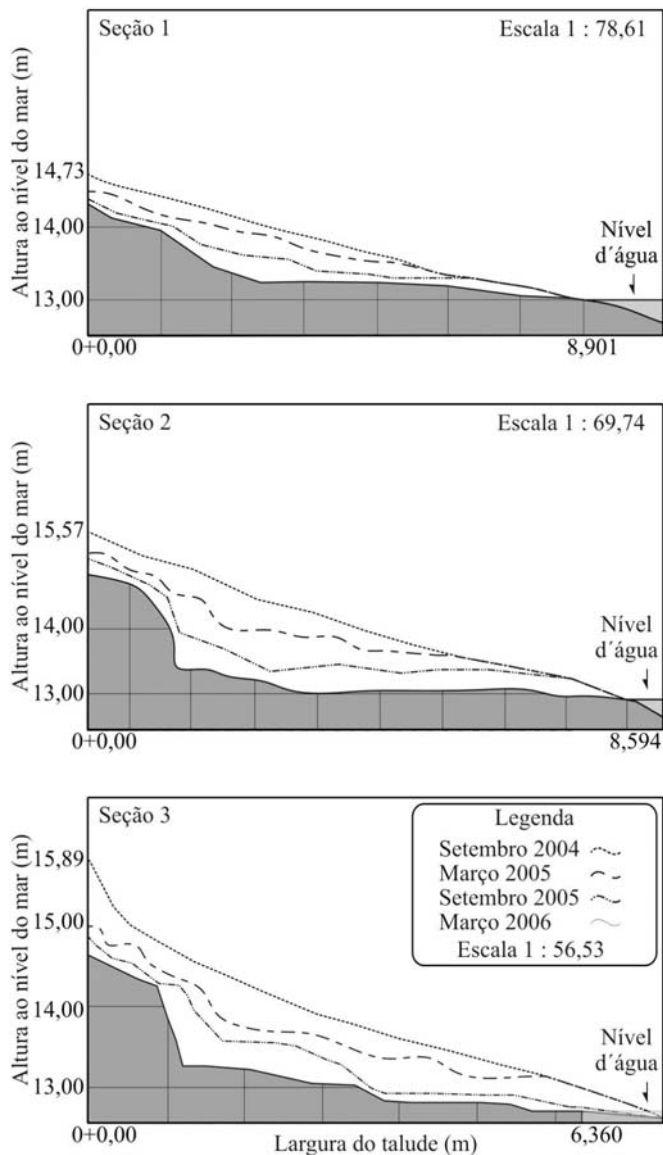 Seção 1
Escala 1 : 78,61
Altura ao nível do mar (m)
14,73
14,00
13,00
Nível
d´água
0+0,00
8,901
Seção 2
Escala 1 : 69,74
Altura ao nível do mar (m)
15,57
14,00
13,00
Nível
d´água
0+0,00
8,594
Seção 3
Legenda
Setembro 2004
Março 2005
Setembro 2005
Março 2006
Escala 1 : 56,53
Altura ao nível do mar (m)
15,89
15,00
14,00
13,00
Nível
d´água
0+0,00
Largura do talude (m)
6,360